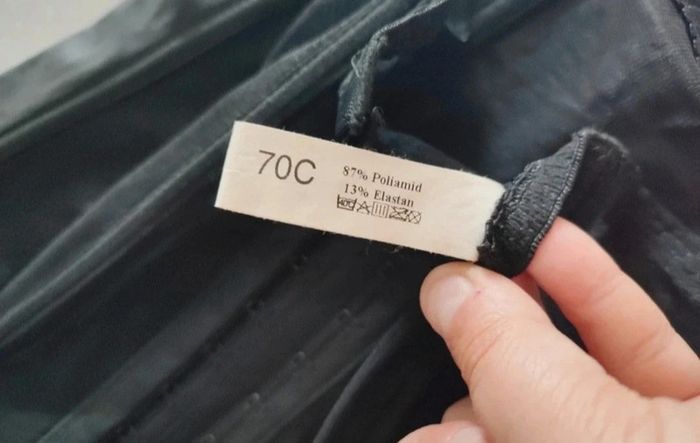 70C
87% Poliamid
13% Elastan